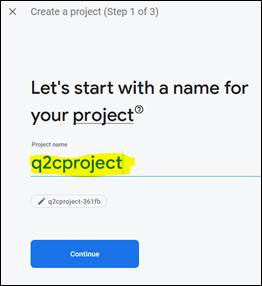 Create a project (Step 1 of 3)
Let's start with a name for
your project
Project name
q2cproject
q2cproject-361fb
Continue